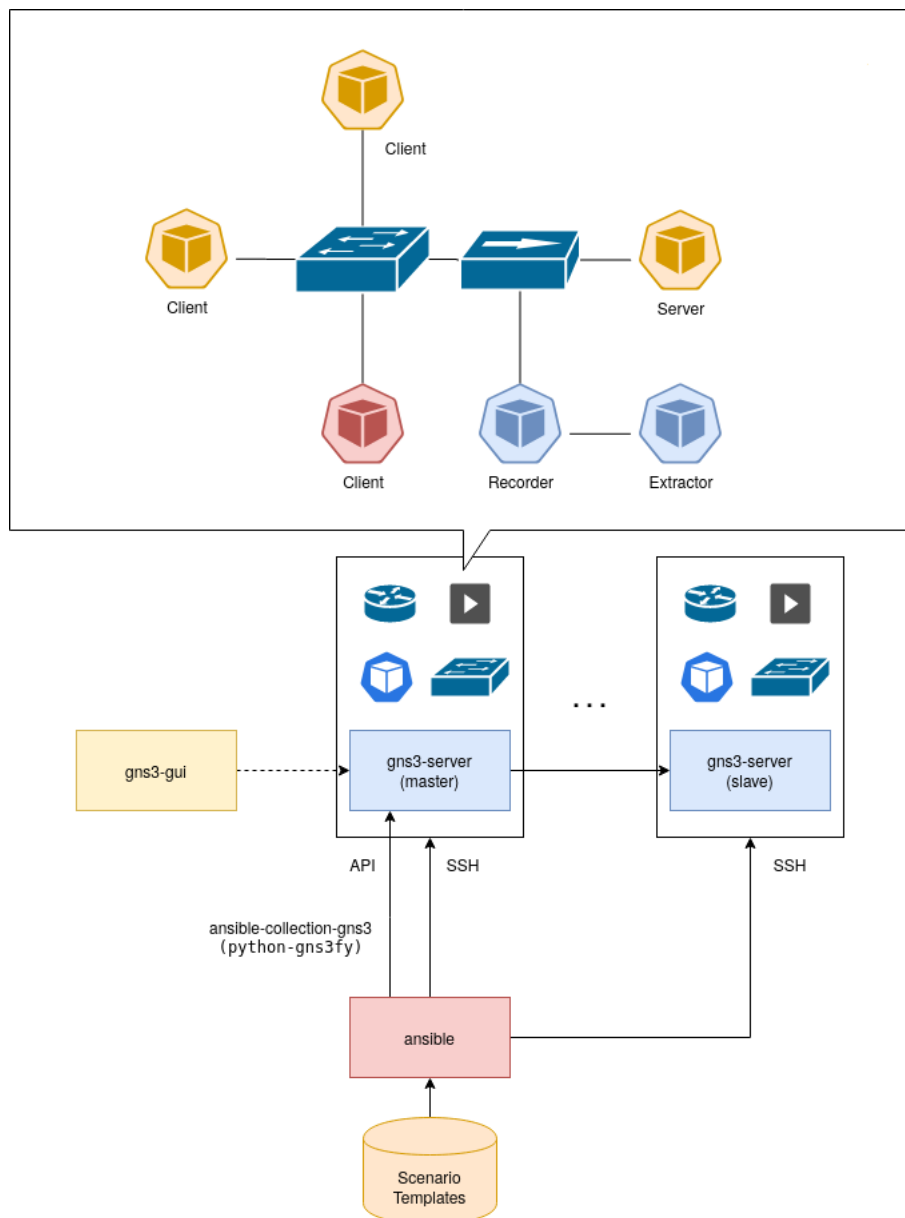 Client
Client
Server
Client
Recorder
Extractor
...
gns3-gui
gns3-server
(master)
gns3-server
(slave)
API
SSH
SSH
ansible-collection-gns3
(python-gns3fy)
ansible
Scenario
Templates